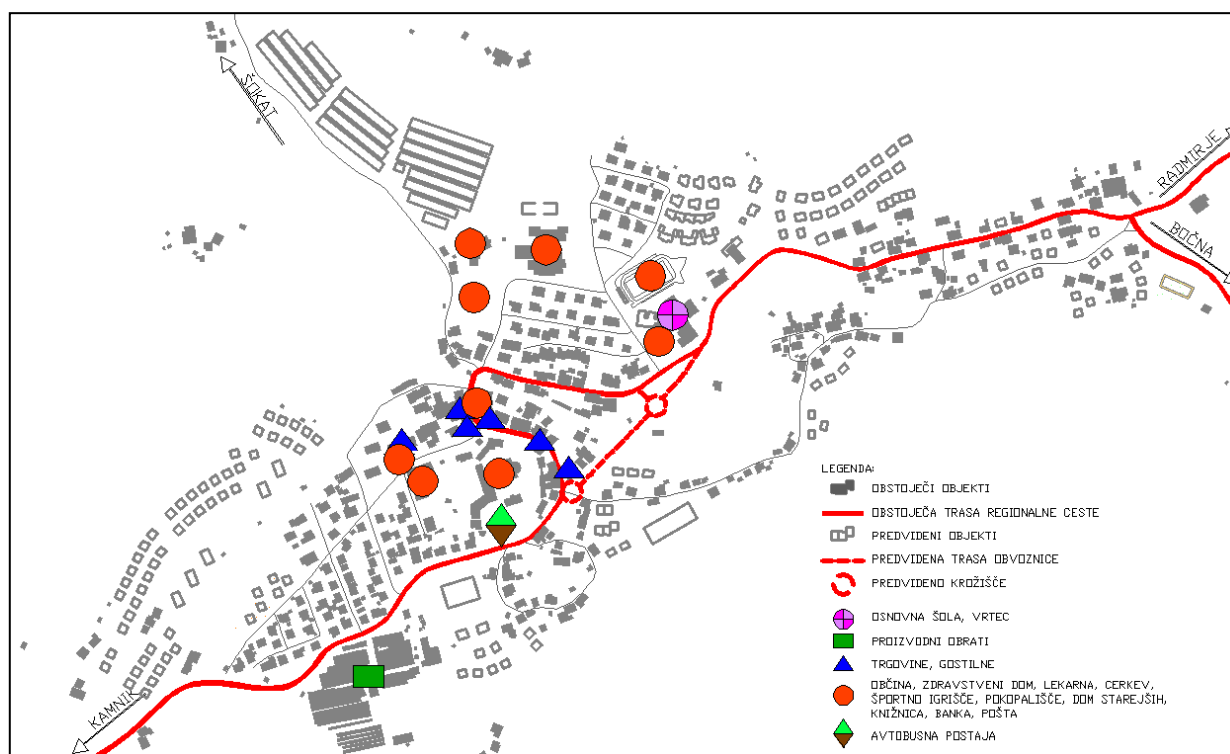 ŠOKAT
RADMIRJE
BOČNA
KAMNIK
LEGENDA:
OBSTOJEČI OBJEKTI
OBSTOJEČA TRASA REGIONALNE CESTE
PREDVIDENI OBJEKTI
PREDVIDENA TRASA OBVOZNICE
PREDVIDENO KROŽIŠČE
OSNOVNA ŠOLA, VRTEC
PROIZVODNI OBRATI
TRGOVINE, GOSTILNE
OBČINA, ZDRAVSTVENI DOM, LEKARNA, CERKEV,
ŠPORTNO IGRIŠČE, POKOPALIŠČE, DOM STAREJŠIH,
KNJIŽNICA, BANKA, POŠTA
AVTOBUSNA POSTAJA